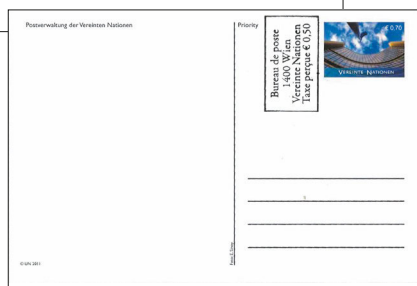 Postverwaltung der Vereinten Nationen
Priority
Bureau de poste
1400 Wien
Vereinte Nationen
Taxe perçue € 0,50
€ 0,70
VEREINTE NATIONEN
© UN 2011